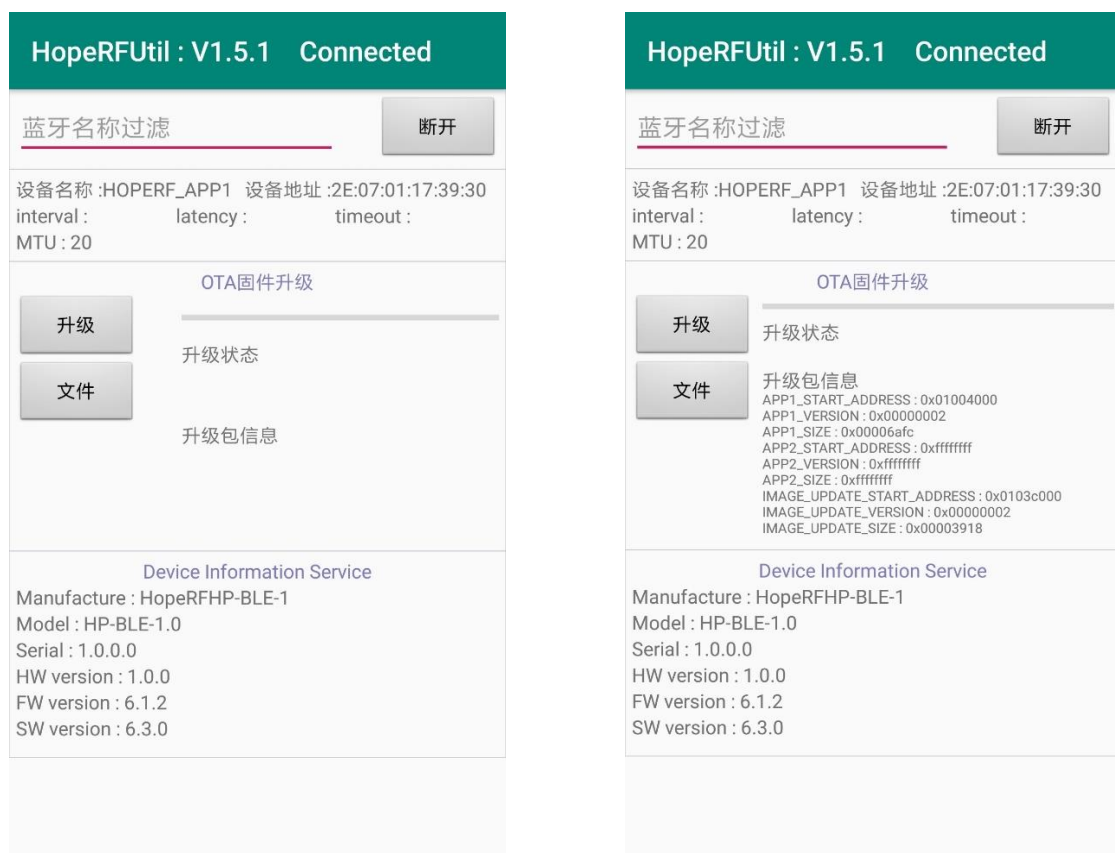 HopeRFUtil : V1.5.1 Connected
蓝牙名称过滤 断开
设备名称 :HOPERF_APP1 设备地址 :2E:07:01:17:39:30
interval : latency : timeout :
MTU : 20
OTA固件升级
升级
升级状态
文件
升级包信息
Device Information Service
Manufacture : HopeRFHP-BLE-1
Model : HP-BLE-1.0
Serial : 1.0.0.0
HW version : 1.0.0
FW version : 6.1.2
SW version : 6.3.0
HopeRFUtil : V1.5.1 Connected
蓝牙名称过滤 断开
设备名称 :HOPERF_APP1 设备地址 :2E:07:01:17:39:30
interval : latency : timeout :
MTU : 20
OTA固件升级
升级
升级状态
文件
升级包信息
APP1_START_ADDRESS : 0x01004000
APP1_VERSION : 0x00000002
APP1_SIZE : 0x00006afc
APP2_START_ADDRESS : 0xffffffff
APP2_VERSION : 0xffffffff
APP2_SIZE : 0xffffffff
IMAGE_UPDATE_START_ADDRESS : 0x0103c000
IMAGE_UPDATE_VERSION : 0x00000002
IMAGE_UPDATE_SIZE : 0x00003918
Device Information Service
Manufacture : HopeRFHP-BLE-1
Model : HP-BLE-1.0
Serial : 1.0.0.0
HW version : 1.0.0
FW version : 6.1.2
SW version : 6.3.0